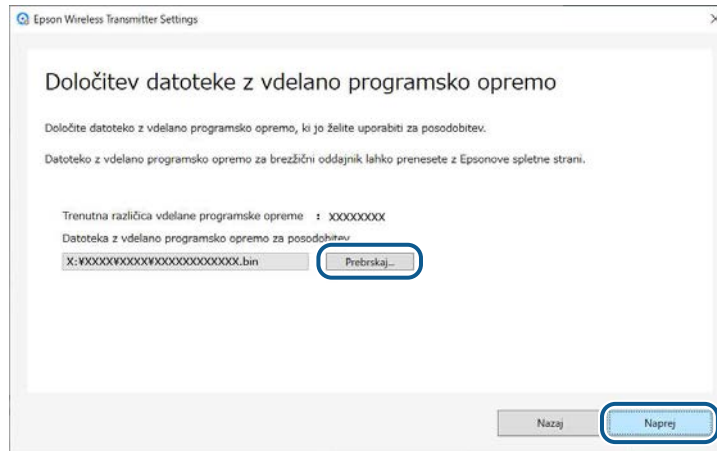 Epson Wireless Transmitter Settings
Določitev datoteke z vdelano programsko opremo
Določite datoteko z vdelano programsko opremo, ki jo želite uporabiti za posodobitev.
Datoteko z vdelano programsko opremo za brezžični oddajnik lahko prenesete z Epsonove spletne strani.
Trenutna različica vdelane programske opreme : XXXXXXXX
Datoteka z vdelano programsko opremo za posodobitev
X:¥XXXX¥XXXX¥XXXXXXXXXXXX.bin Prebrskaj...
Nazaj Naprej